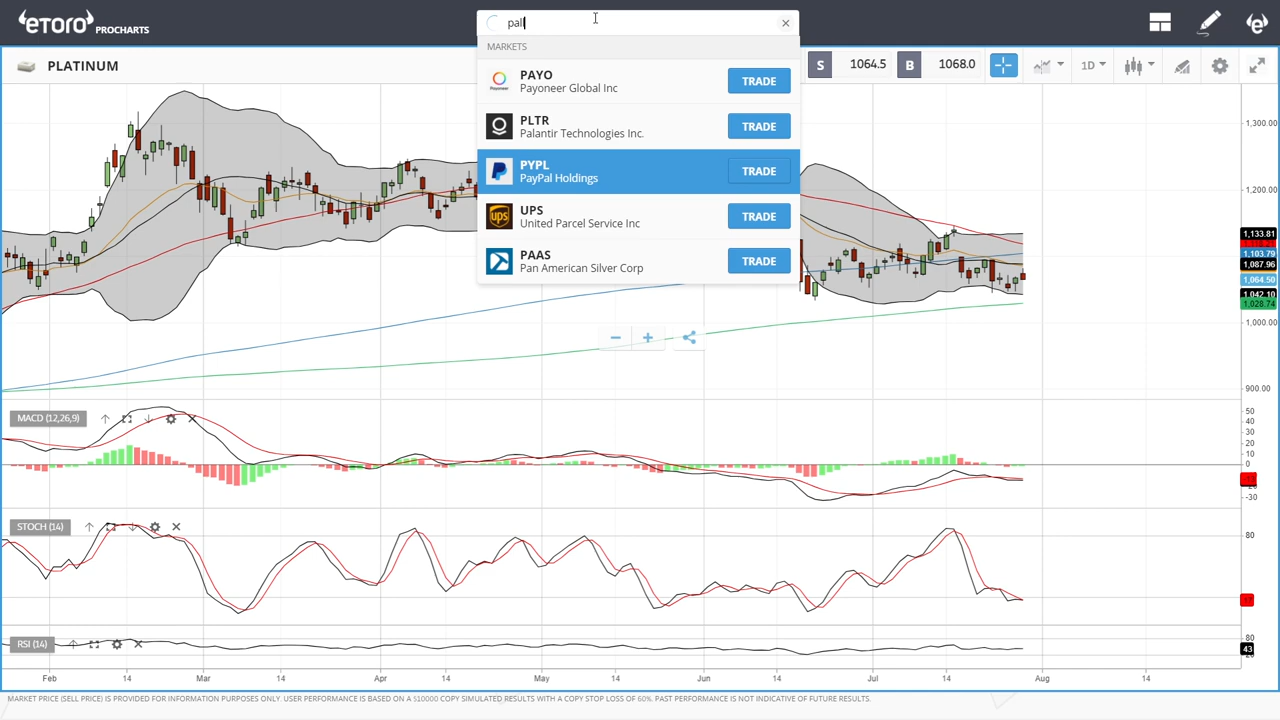 eToro PROCHARTS
pall
MARKETS
PLATINUM
S 1064.5 B 1068.0 1D
PAYO
Payoneer Global Inc
TRADE
PLTR
Palantir Technologies Inc.
TRADE
PYPL
PayPal Holdings
TRADE
UPS
United Parcel Service Inc
TRADE
PAAS
Pan American Silver Corp
TRADE
1,300.00
1,200.00
1,133.81
1,103.79
1,087.96
1,064.50
1,042.10
1,028.74
1,000.00
900.00
MACD (12,26,9)
50
40
30
20
10
0
-30
STOCH (14)
80
RSI (14)
80
43
Feb 14 Mar 14 Apr 14 May 14 Jun 14 Jul 14 Aug 14
MARKET PRICE (SELL PRICE) IS PROVIDED FOR INFORMATION PURPOSES ONLY. USER PERFORMANCE IS BASED ON A $10000 COPY SIMULATED RESULTS WITH A COPY STOP LOSS OF 60%. PAST PERFORMANCE IS NOT INDICATIVE OF FUTURE RESULTS.